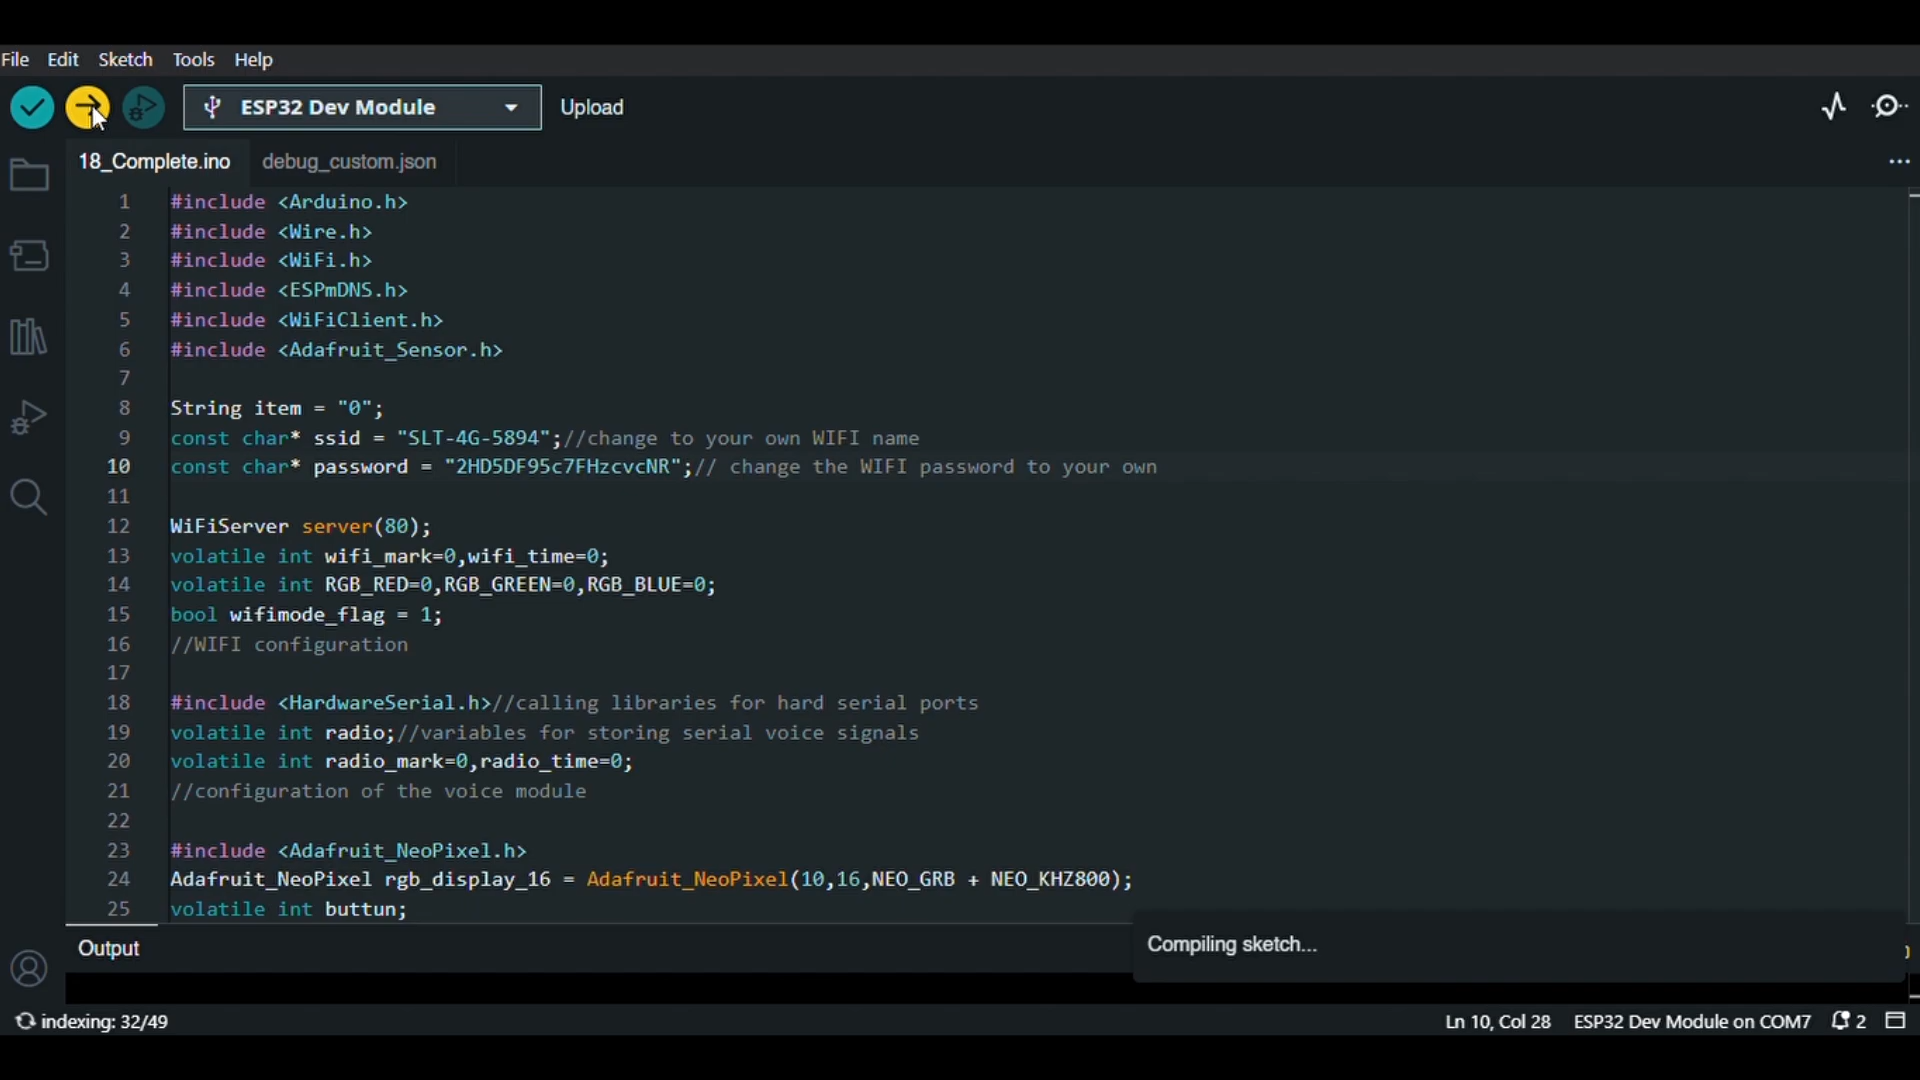 File Edit Sketch Tools Help
ESP32 Dev Module Upload
18_Complete.ino debug_custom.json ...
1 #include <Arduino.h>
2 #include <Wire.h>
3 #include <WiFi.h>
4 #include <ESPmDNS.h>
5 #include <WiFiClient.h>
6 #include <Adafruit_Sensor.h>
7
8 String item = "0";
9 const char* ssid = "SLT-4G-5894";//change to your own WIFI name
10 const char* password = "2HD5DF95c7FHzcvcNR";// change the WIFI password to your own
11
12 WiFiServer server(80);
13 volatile int wifi_mark=0,wifi_time=0;
14 volatile int RGB_RED=0,RGB_GREEN=0,RGB_BLUE=0;
15 bool wifimode_flag = 1;
16 //WIFI configuration
17
18 #include <HardwareSerial.h>//calling libraries for hard serial ports
19 volatile int radio;//variables for storing serial voice signals
20 volatile int radio_mark=0,radio_time=0;
21 //configuration of the voice module
22
23 #include <Adafruit_NeoPixel.h>
24 Adafruit_NeoPixel rgb_display_16 = Adafruit_NeoPixel(10,16,NEO_GRB + NEO_KHZ800);
25 volatile int buttun;
Output
Compiling sketch...
indexing: 32/49 Ln 10, Col 28 ESP32 Dev Module on COM7 2